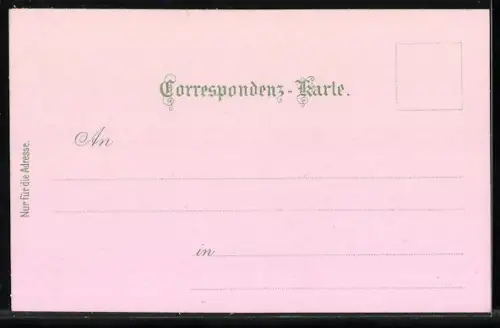 Correspondenz-Karte.
An
in
Nur für die Adresse.